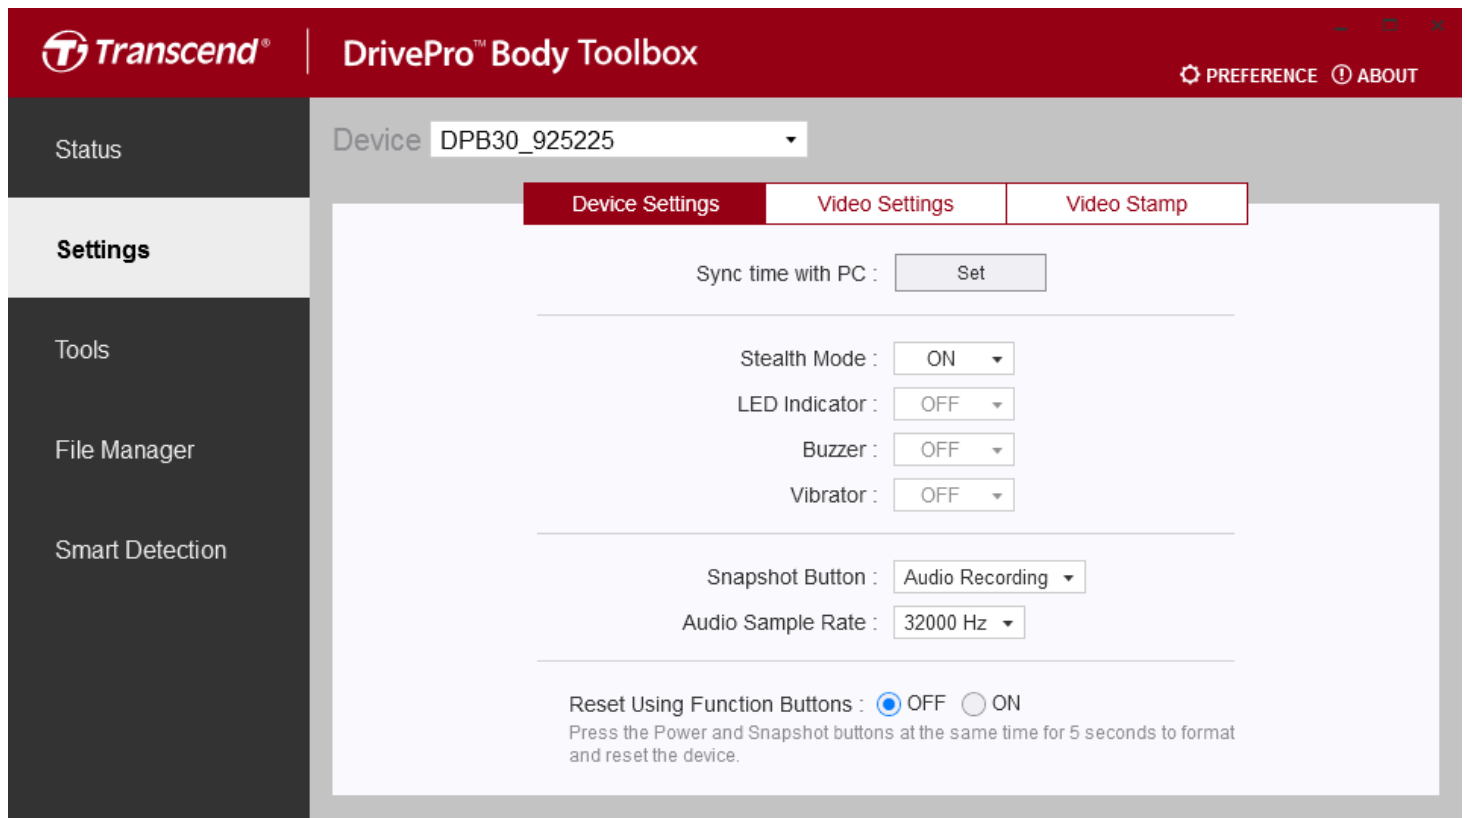 Transcend®
DrivePro™ Body Toolbox
PREFERENCE
ABOUT
Status
Settings
Tools
File Manager
Smart Detection
Device DPB30_925225
Device Settings
Video Settings
Video Stamp
Sync time with PC : Set
Stealth Mode : ON
LED Indicator : OFF
Buzzer : OFF
Vibrator : OFF
Snapshot Button : Audio Recording
Audio Sample Rate : 32000 Hz
Reset Using Function Buttons : OFF ON
Press the Power and Snapshot buttons at the same time for 5 seconds to format
and reset the device.